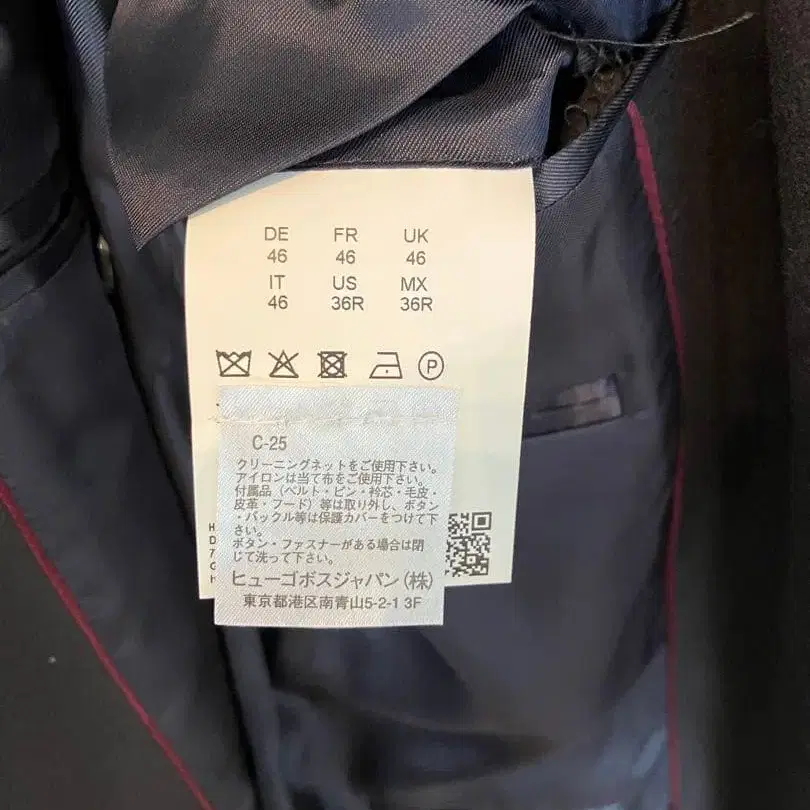 DE FR UK
46 46 46
IT US MX
46 36R 36R
P
C-25
クリーニングネットをご使用下さい。
アイロンは当て布をご使用下さい。
付属品（ベルト・ピン・衿芯・毛皮・
皮革・フード）等は取り外し、ボタン
・バックル等は保護カバーをつけて下
さい。
ボタン・ファスナーがある場合は閉
じて洗って下さい。
ヒューゴボスジャパン(株)
東京都港区南青山5-2-1 3F
H
D
7
G
H